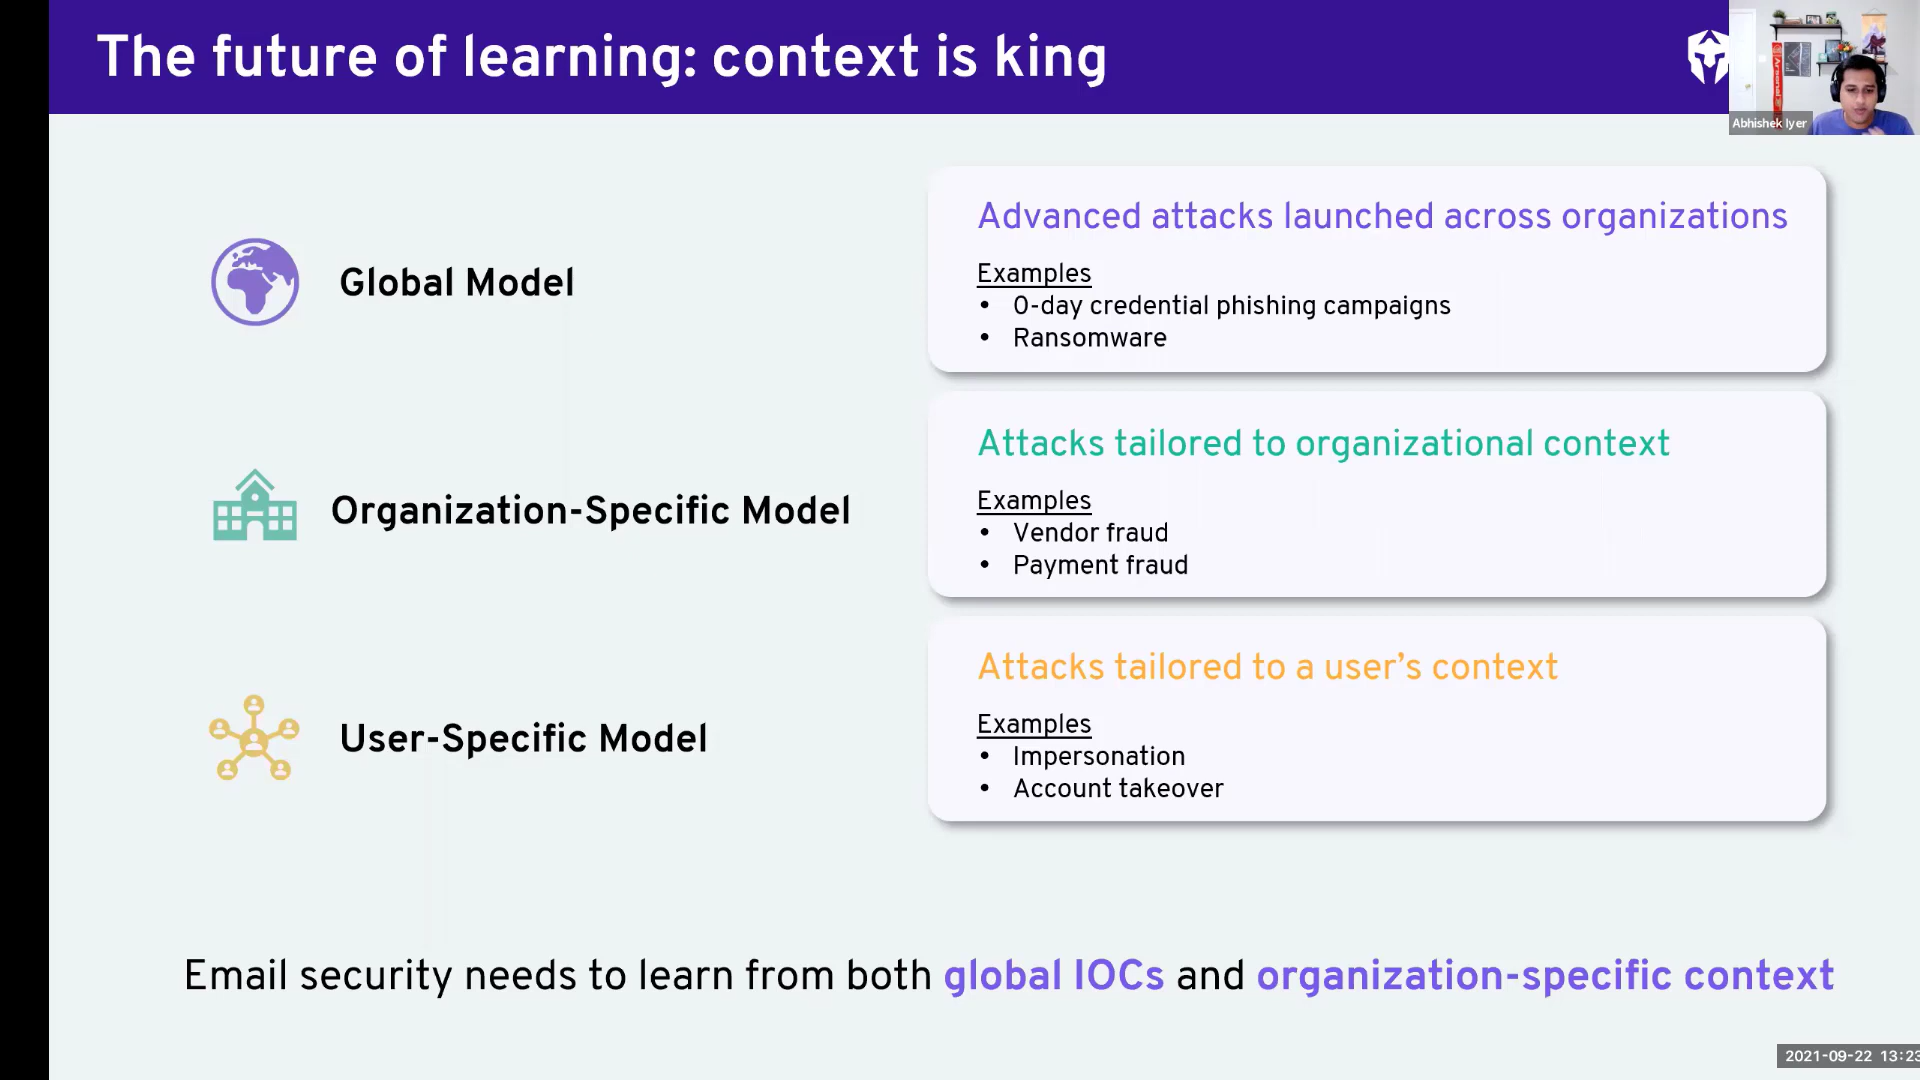 The future of learning: context is king
Abhishek Iyer
Global Model
Advanced attacks launched across organizations
Examples
• 0-day credential phishing campaigns
• Ransomware
Organization-Specific Model
Attacks tailored to organizational context
Examples
• Vendor fraud
• Payment fraud
User-Specific Model
Attacks tailored to a user’s context
Examples
• Impersonation
• Account takeover
Email security needs to learn from both global IOCs and organization-specific context
2021-09-22 13:23